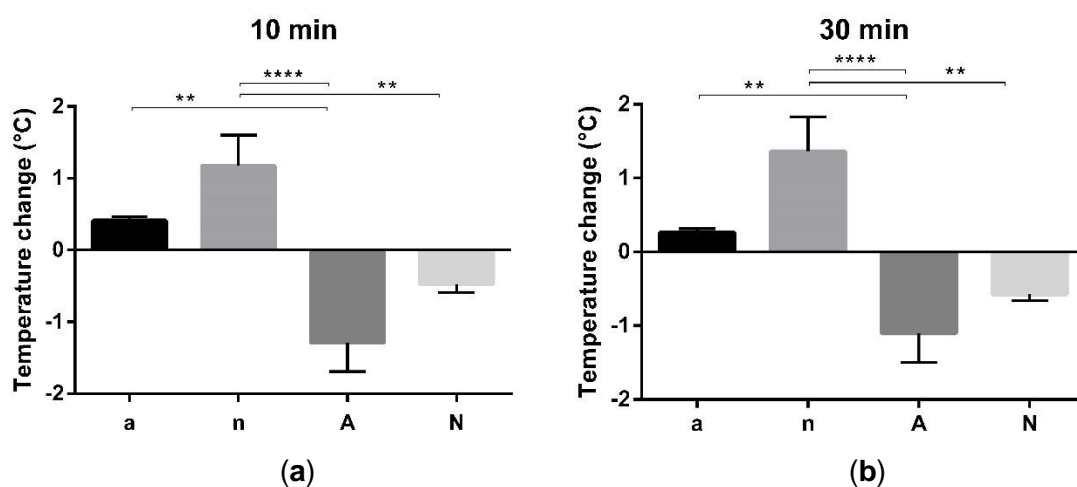 10 min
****
**
**
Temperature change (°C)
2
1
0
-1
-2
a
n
A
N
(a)
30 min
****
**
**
Temperature change (°C)
2
1
0
-1
-2
a
n
A
N
(b)